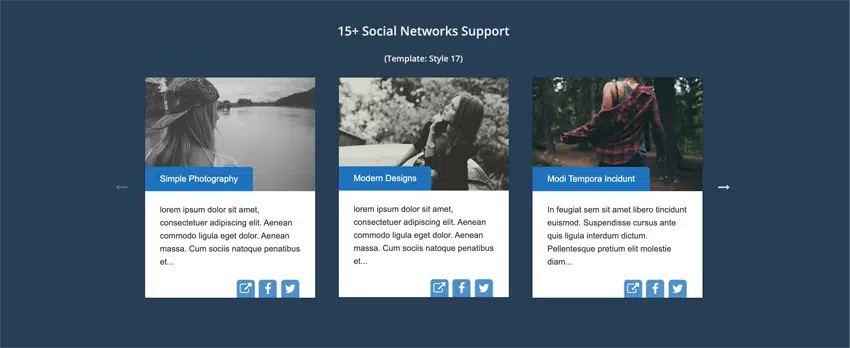 15+ Social Networks Support
(Template: Style 17)
Simple Photography
lorem ipsum dolor sit amet,
consectetuer adipiscing elit. Aenean
commodo ligula eget dolor. Aenean
massa. Cum sociis natoque penatibus
et...
Modern Designs
lorem ipsum dolor sit amet,
consectetuer adipiscing elit. Aenean
commodo ligula eget dolor. Aenean
massa. Cum sociis natoque penatibus
et...
Modi Tempora Incidunt
In feugiat sem sit amet libero tincidunt
euismod. Suspendisse cursus ante
quis ligula interdum dictum.
Pellentesque pretium elit molestie
diam...